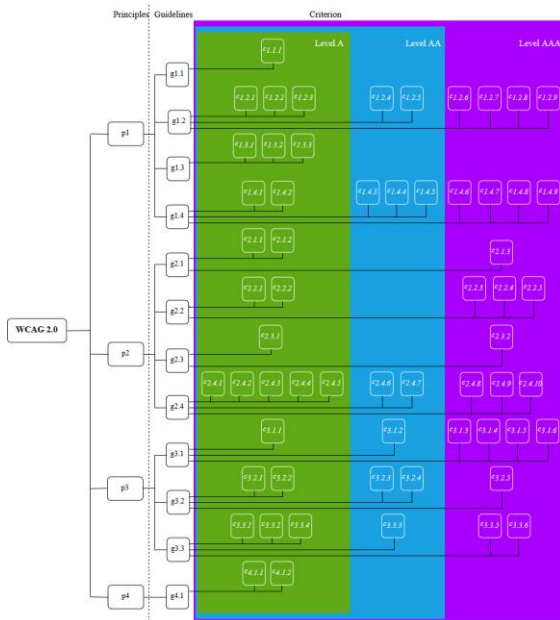 Principles Guidelines Criterion
Level A Level AA Level AAA
c1.1.1
g1.1
c1.2.1 c1.2.2 c1.2.3 c1.2.4 c1.2.5 c1.2.6 c1.2.7 c1.2.8 c1.2.9
g1.2
p1
c1.3.1 c1.3.2 c1.3.3
g1.3
c1.4.1 c1.4.2 c1.4.3 c1.4.4 c1.4.5 c1.4.6 c1.4.7 c1.4.8 c1.4.9
g1.4
c2.1.1 c2.1.2 c2.1.3
g2.1
c2.2.1 c2.2.2 c2.2.3 c2.2.4 c2.2.5
g2.2
WCAG 2.0
c2.3.1 c2.3.2
p2 g2.3
c2.4.1 c2.4.2 c2.4.3 c2.4.4 c2.4.5 c2.4.6 c2.4.7 c2.4.8 c2.4.9 c2.4.10
g2.4
c3.1.1 c3.1.2 c3.1.3 c3.1.4 c3.1.5 c3.1.6
g3.1
c3.2.1 c3.2.2 c3.2.3 c3.2.4 c3.2.5
p3 g3.2
c3.3.1 c3.3.2 c3.3.4 c3.3.3 c3.3.5 c3.3.6
g3.3
c4.1.1 c4.1.2
p4 g4.1